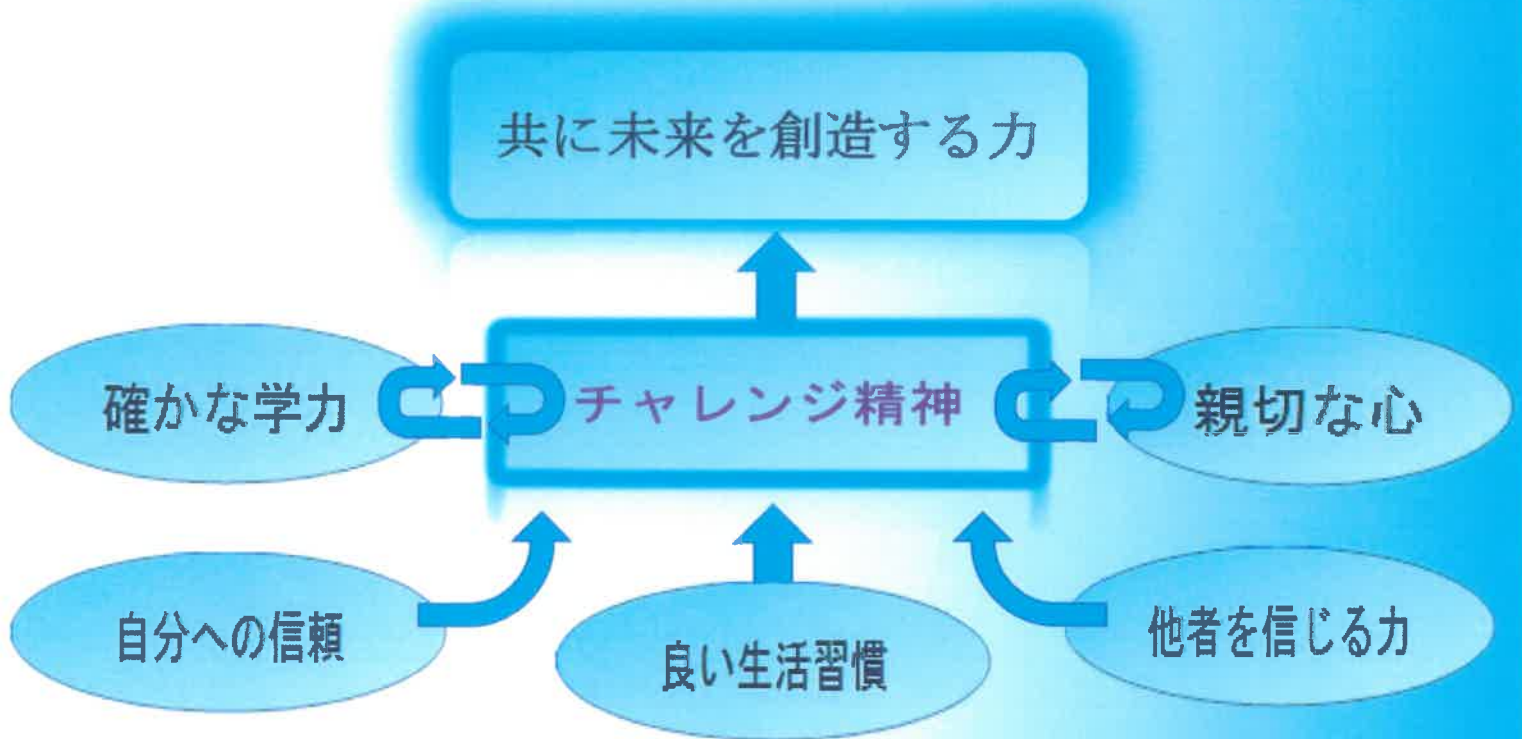 共に未来を創造する力
確かな学力
チャレンジ精神
親切な心
自分への信頼
良い生活習慣
他者を信じる力